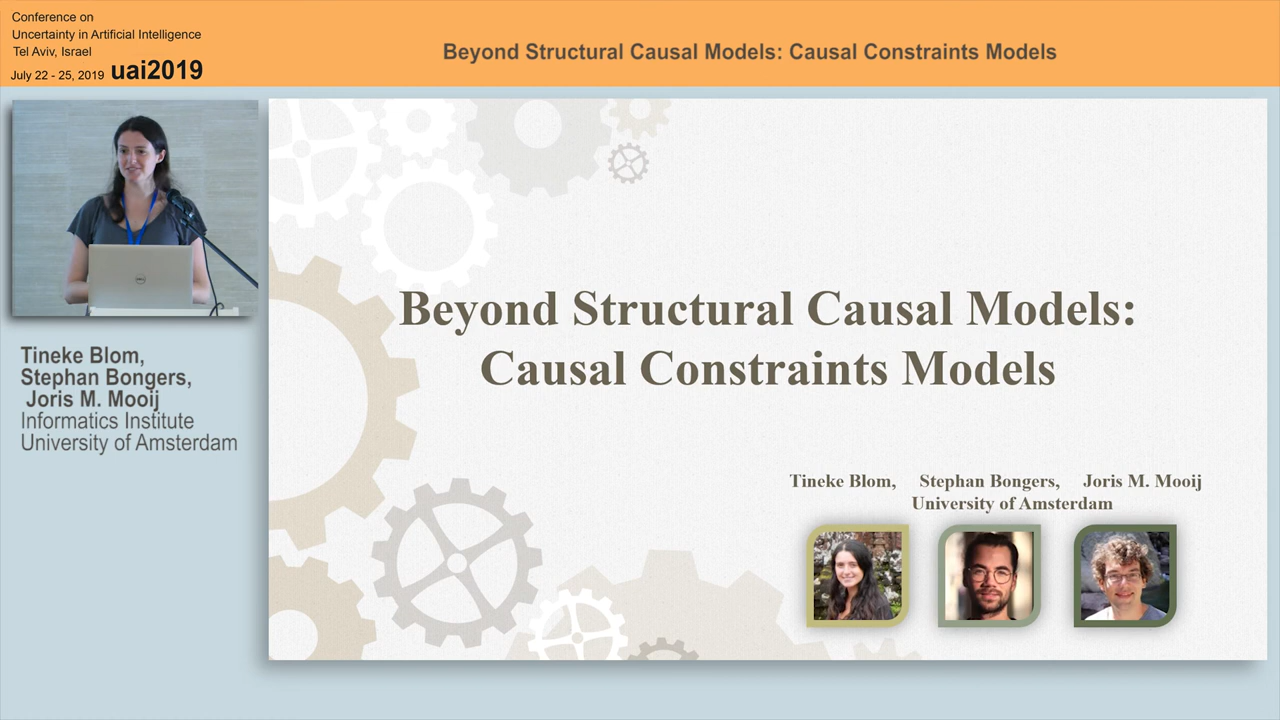 Conference on
Uncertainty in Artificial Intelligence
Tel Aviv, Israel
July 22 - 25, 2019 uai2019
Beyond Structural Causal Models: Causal Constraints Models
Tineke Blom,
Stephan Bongers,
Joris M. Mooij
Informatics Institute
University of Amsterdam
Beyond Structural Causal Models:
Causal Constraints Models
Tineke Blom, Stephan Bongers, Joris M. Mooij
University of Amsterdam